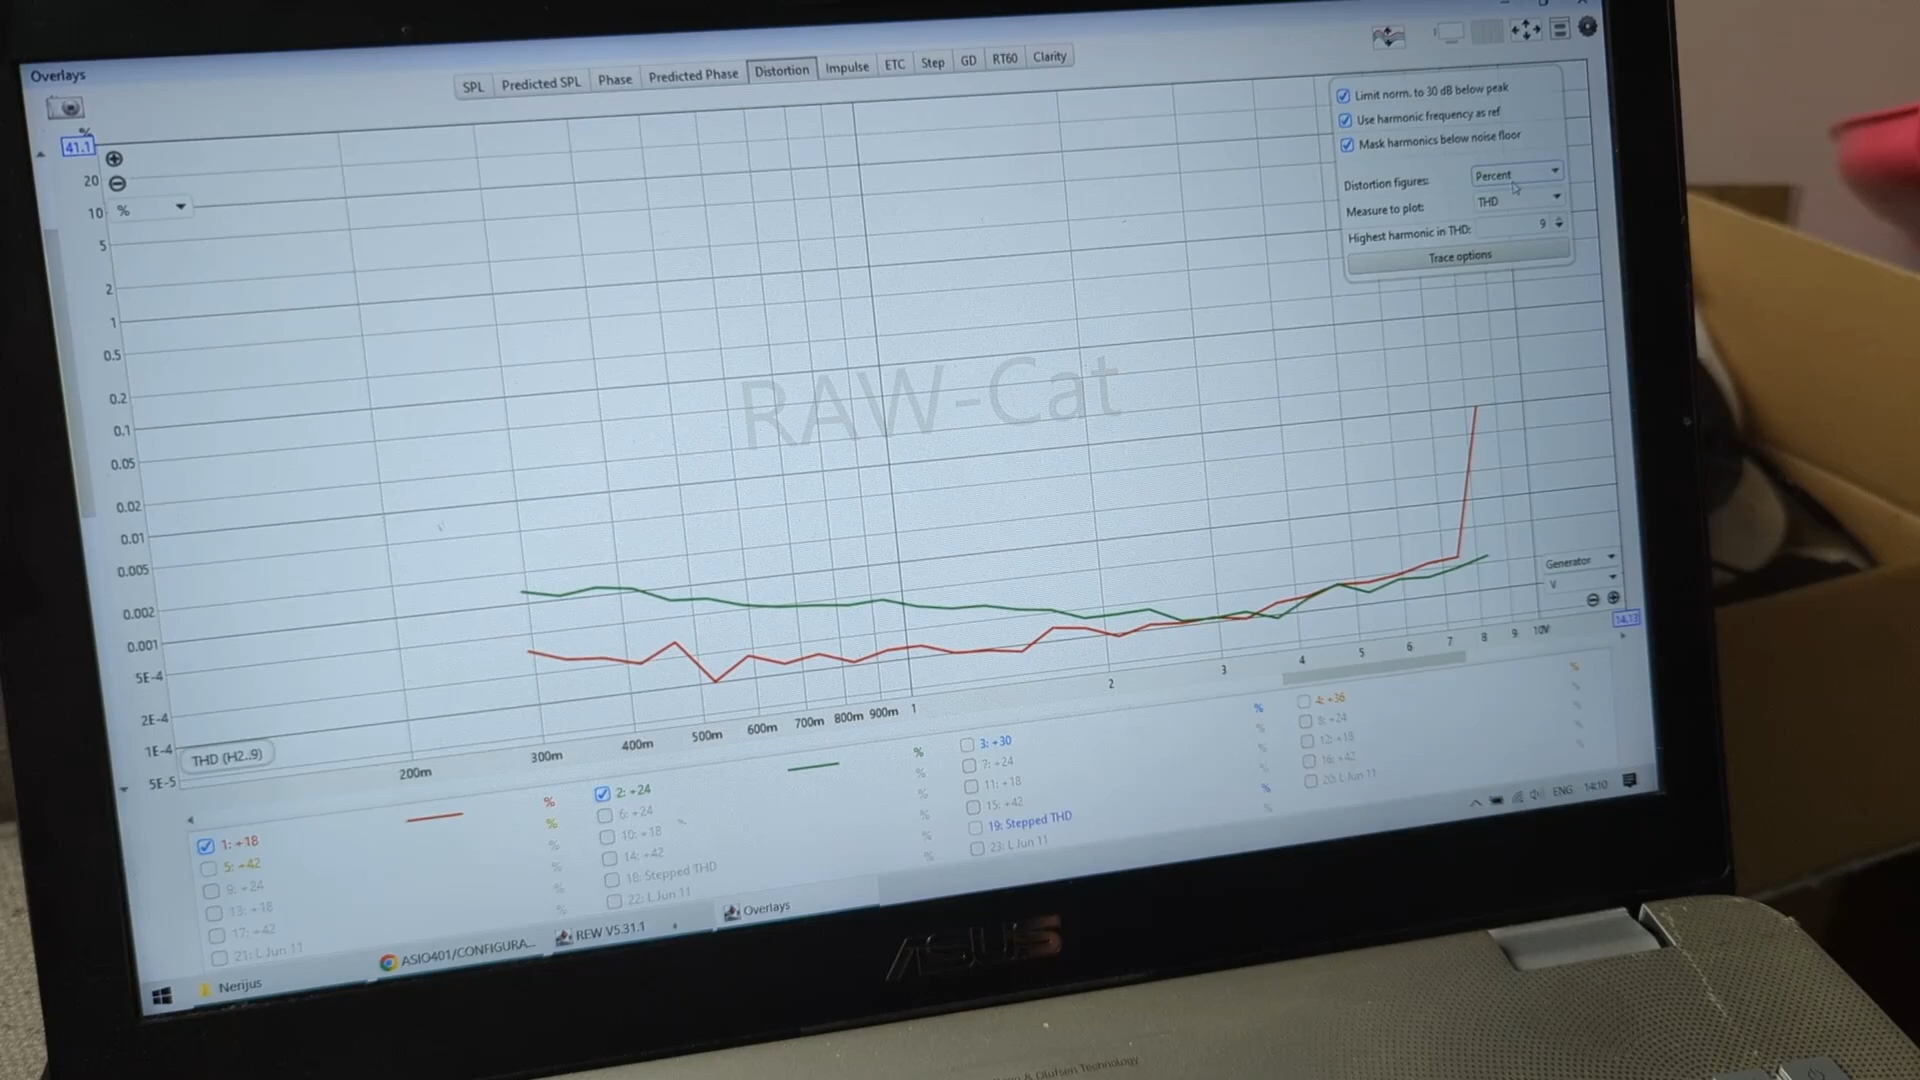 Overlays
SPL Predicted SPL Phase Predicted Phase Distortion Impulse ETC Step GD RT60 Clarity
%
41.1
20
10
%
5
2
1
0.5
0.2
0.1
0.05
0.02
0.01
0.005
0.002
0.001
5E-4
2E-4
1E-4
5E-5
Limit norm. to 30 dB below peak
Use harmonic frequency as ref
Mask harmonics below noise floor
Distortion figures: Percent
Measure to plot: THD
Highest harmonic in THD: 9
Trace options
RAW-Cat
Generator
V
14.13
THD (H2..9)
200m 300m 400m 500m 600m 700m 800m 900m 1 2 3 4 5 6 7 8 9 10V
1: +18 % 2: +24 % 3: +30 % 4: +36 %
5: +42 % 6: +24 % 7: +24 % 8: +24 %
9: +24 % 10: +18 % 11: +18 % 12: +18 %
13: +18 % 14: +42 % 15: +42 % 16: +42 %
17: +42 % 18: Stepped THD % 19: Stepped THD % 20: L Jun 11 %
21: L Jun 11 % 22: L Jun 11 % 23: L Jun 11 %
Nerijus
ASIO401/CONFIGURA...
REW V5.31.1
Overlays
ENG 14:10
ASUS
& Olufsen Technology